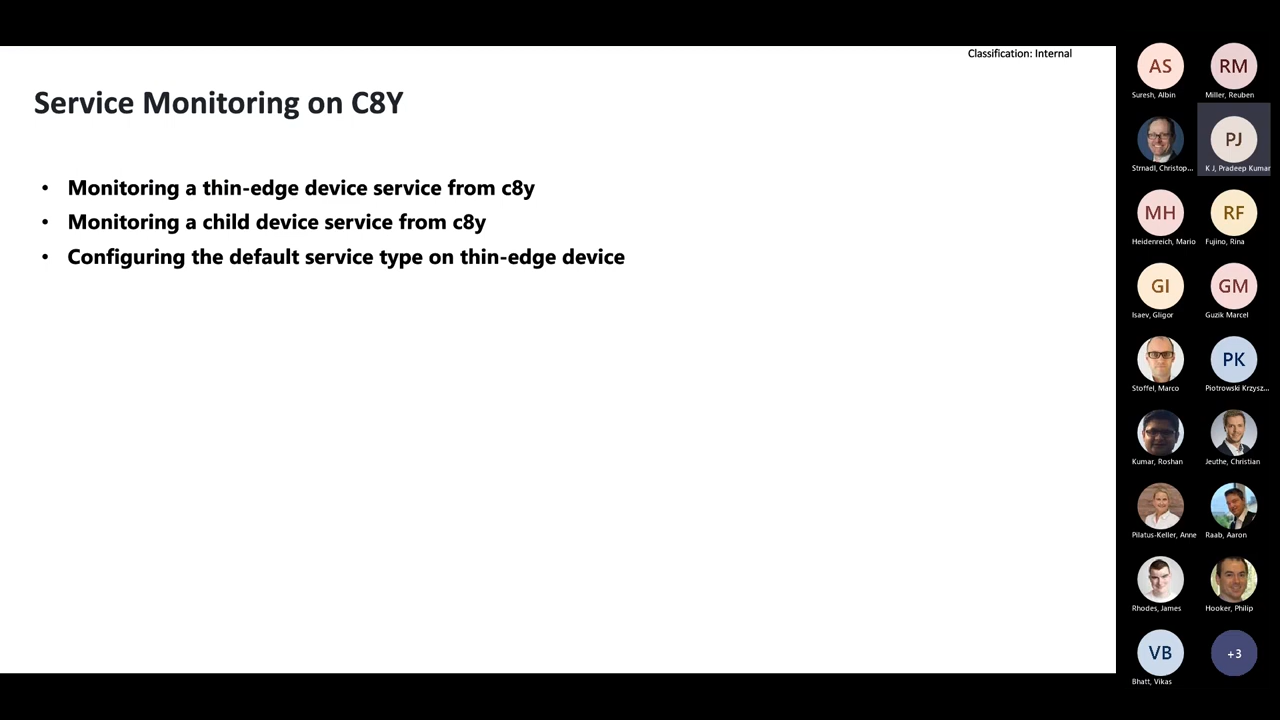 Classification: Internal
Service Monitoring on C8Y
• Monitoring a thin-edge device service from c8y
• Monitoring a child device service from c8y
• Configuring the default service type on thin-edge device
AS
Suresh, Albin
RM
Miller, Reuben
Strnadl, Christop...
PJ
K J, Pradeep Kumar
MH
Heidenreich, Mario
RF
Fujino, Rina
GI
Isaev, Gligor
GM
Guzik Marcel
Stoffel, Marco
PK
Piotrowski Krzysz...
Kumar, Roshan
Jeuthe, Christian
Pilatus-Keller, Anne
Raab, Aaron
Rhodes, James
Hooker, Philip
VB
Bhatt, Vikas
+3